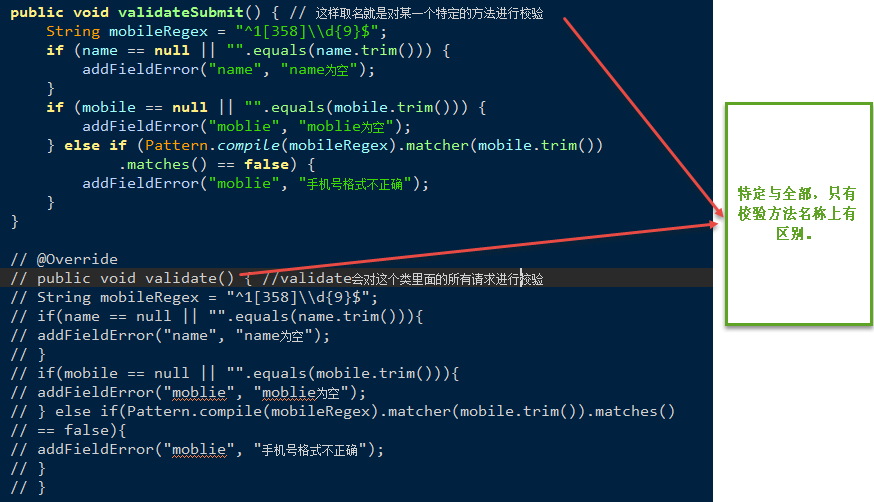 public void validateSubmit() { // 这样取名就是对某一个特定的方法进行校验
String mobileRegex = "^1[358]\\d{9}$";
if (name == null || "".equals(name.trim())) {
addFieldError("name", "name为空");
}
if (mobile == null || "".equals(mobile.trim())) {
addFieldError("moblie", "moblie为空");
} else if (Pattern.compile(mobileRegex).matcher(mobile.trim())
.matches() == false) {
addFieldError("moblie", "手机号格式不正确");
}
}
// @Override
// public void validate() { //validate会对这个类里面的所有请求进行校验
// String mobileRegex = "^1[358]\\d{9}$";
// if(name == null || "".equals(name.trim())){
// addFieldError("name", "name为空");
// }
// if(mobile == null || "".equals(mobile.trim())){
// addFieldError("moblie", "moblie为空");
// } else if(Pattern.compile(mobileRegex).matcher(mobile.trim()).matches()
// == false){
// addFieldError("moblie", "手机号格式不正确");
// }
// }
特定与全部，只有
校验方法名称上有
区别。